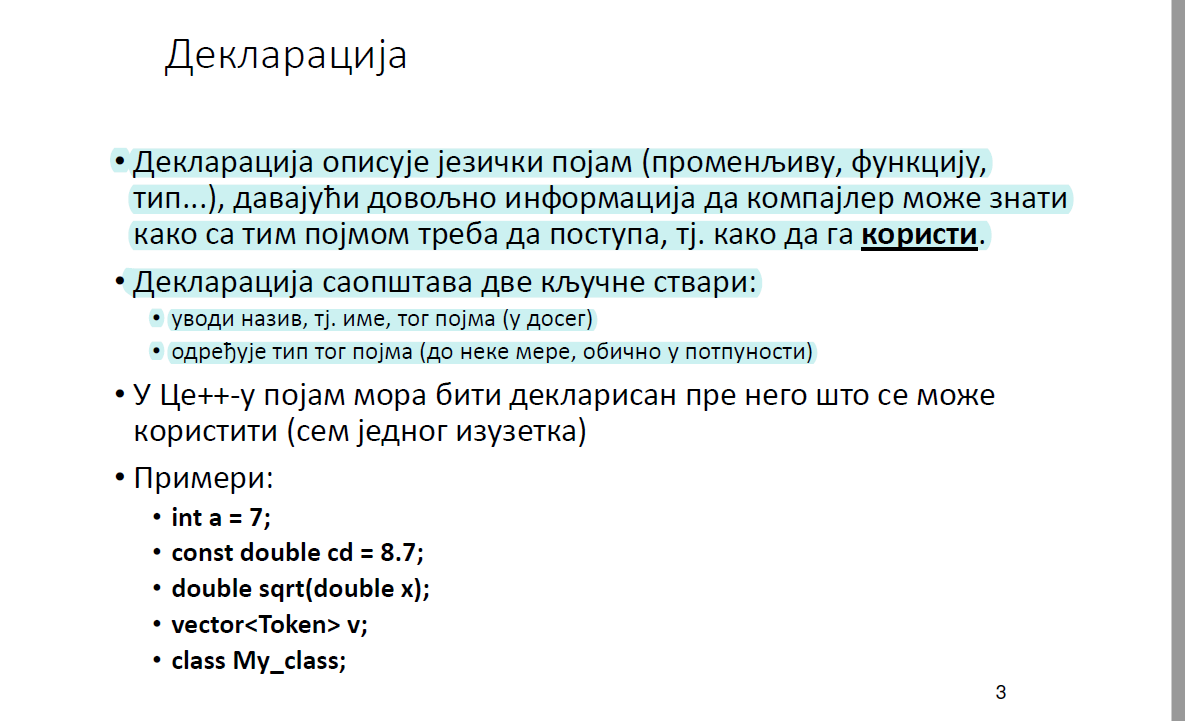 Декларација
• Декларација описује језички појам (променљиву, функцију,
тип...), давајући довољно информација да компајлер може знати
како са тим појмом треба да поступа, тј. како да га користи.
• Декларација саопштава две кључне ствари:
• уводи назив, тј. име, тог појма (у досег)
• одређује тип тог појма (до неке мере, обично у потпуности)
• У Це++-у појам мора бити декларисан пре него што се може
користити (сем једног изузетка)
• Примери:
• int a = 7;
• const double cd = 8.7;
• double sqrt(double x);
• vector<Token> v;
• class My_class;
3